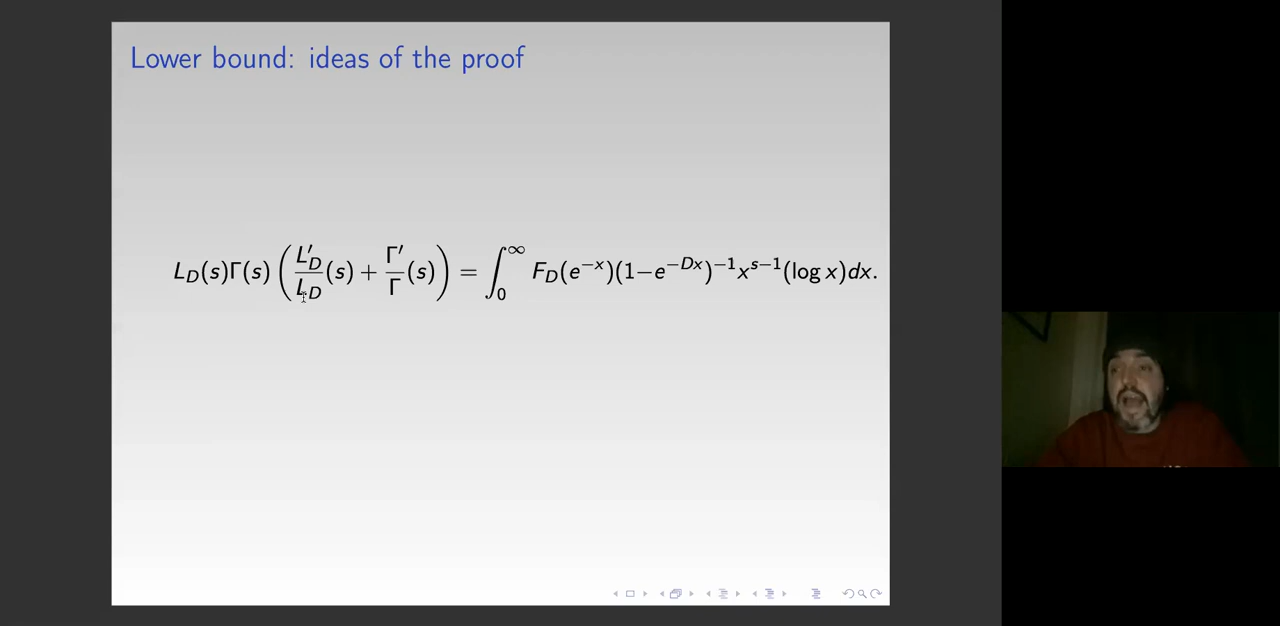 Lower bound: ideas of the proof
L_D(s)Γ(s) ( L′_D/L_D (s) + Γ′/Γ (s) ) = ∫_0^∞ F_D(e^{−x})(1−e^{−Dx})^{−1}x^{s−1}(log x)dx.